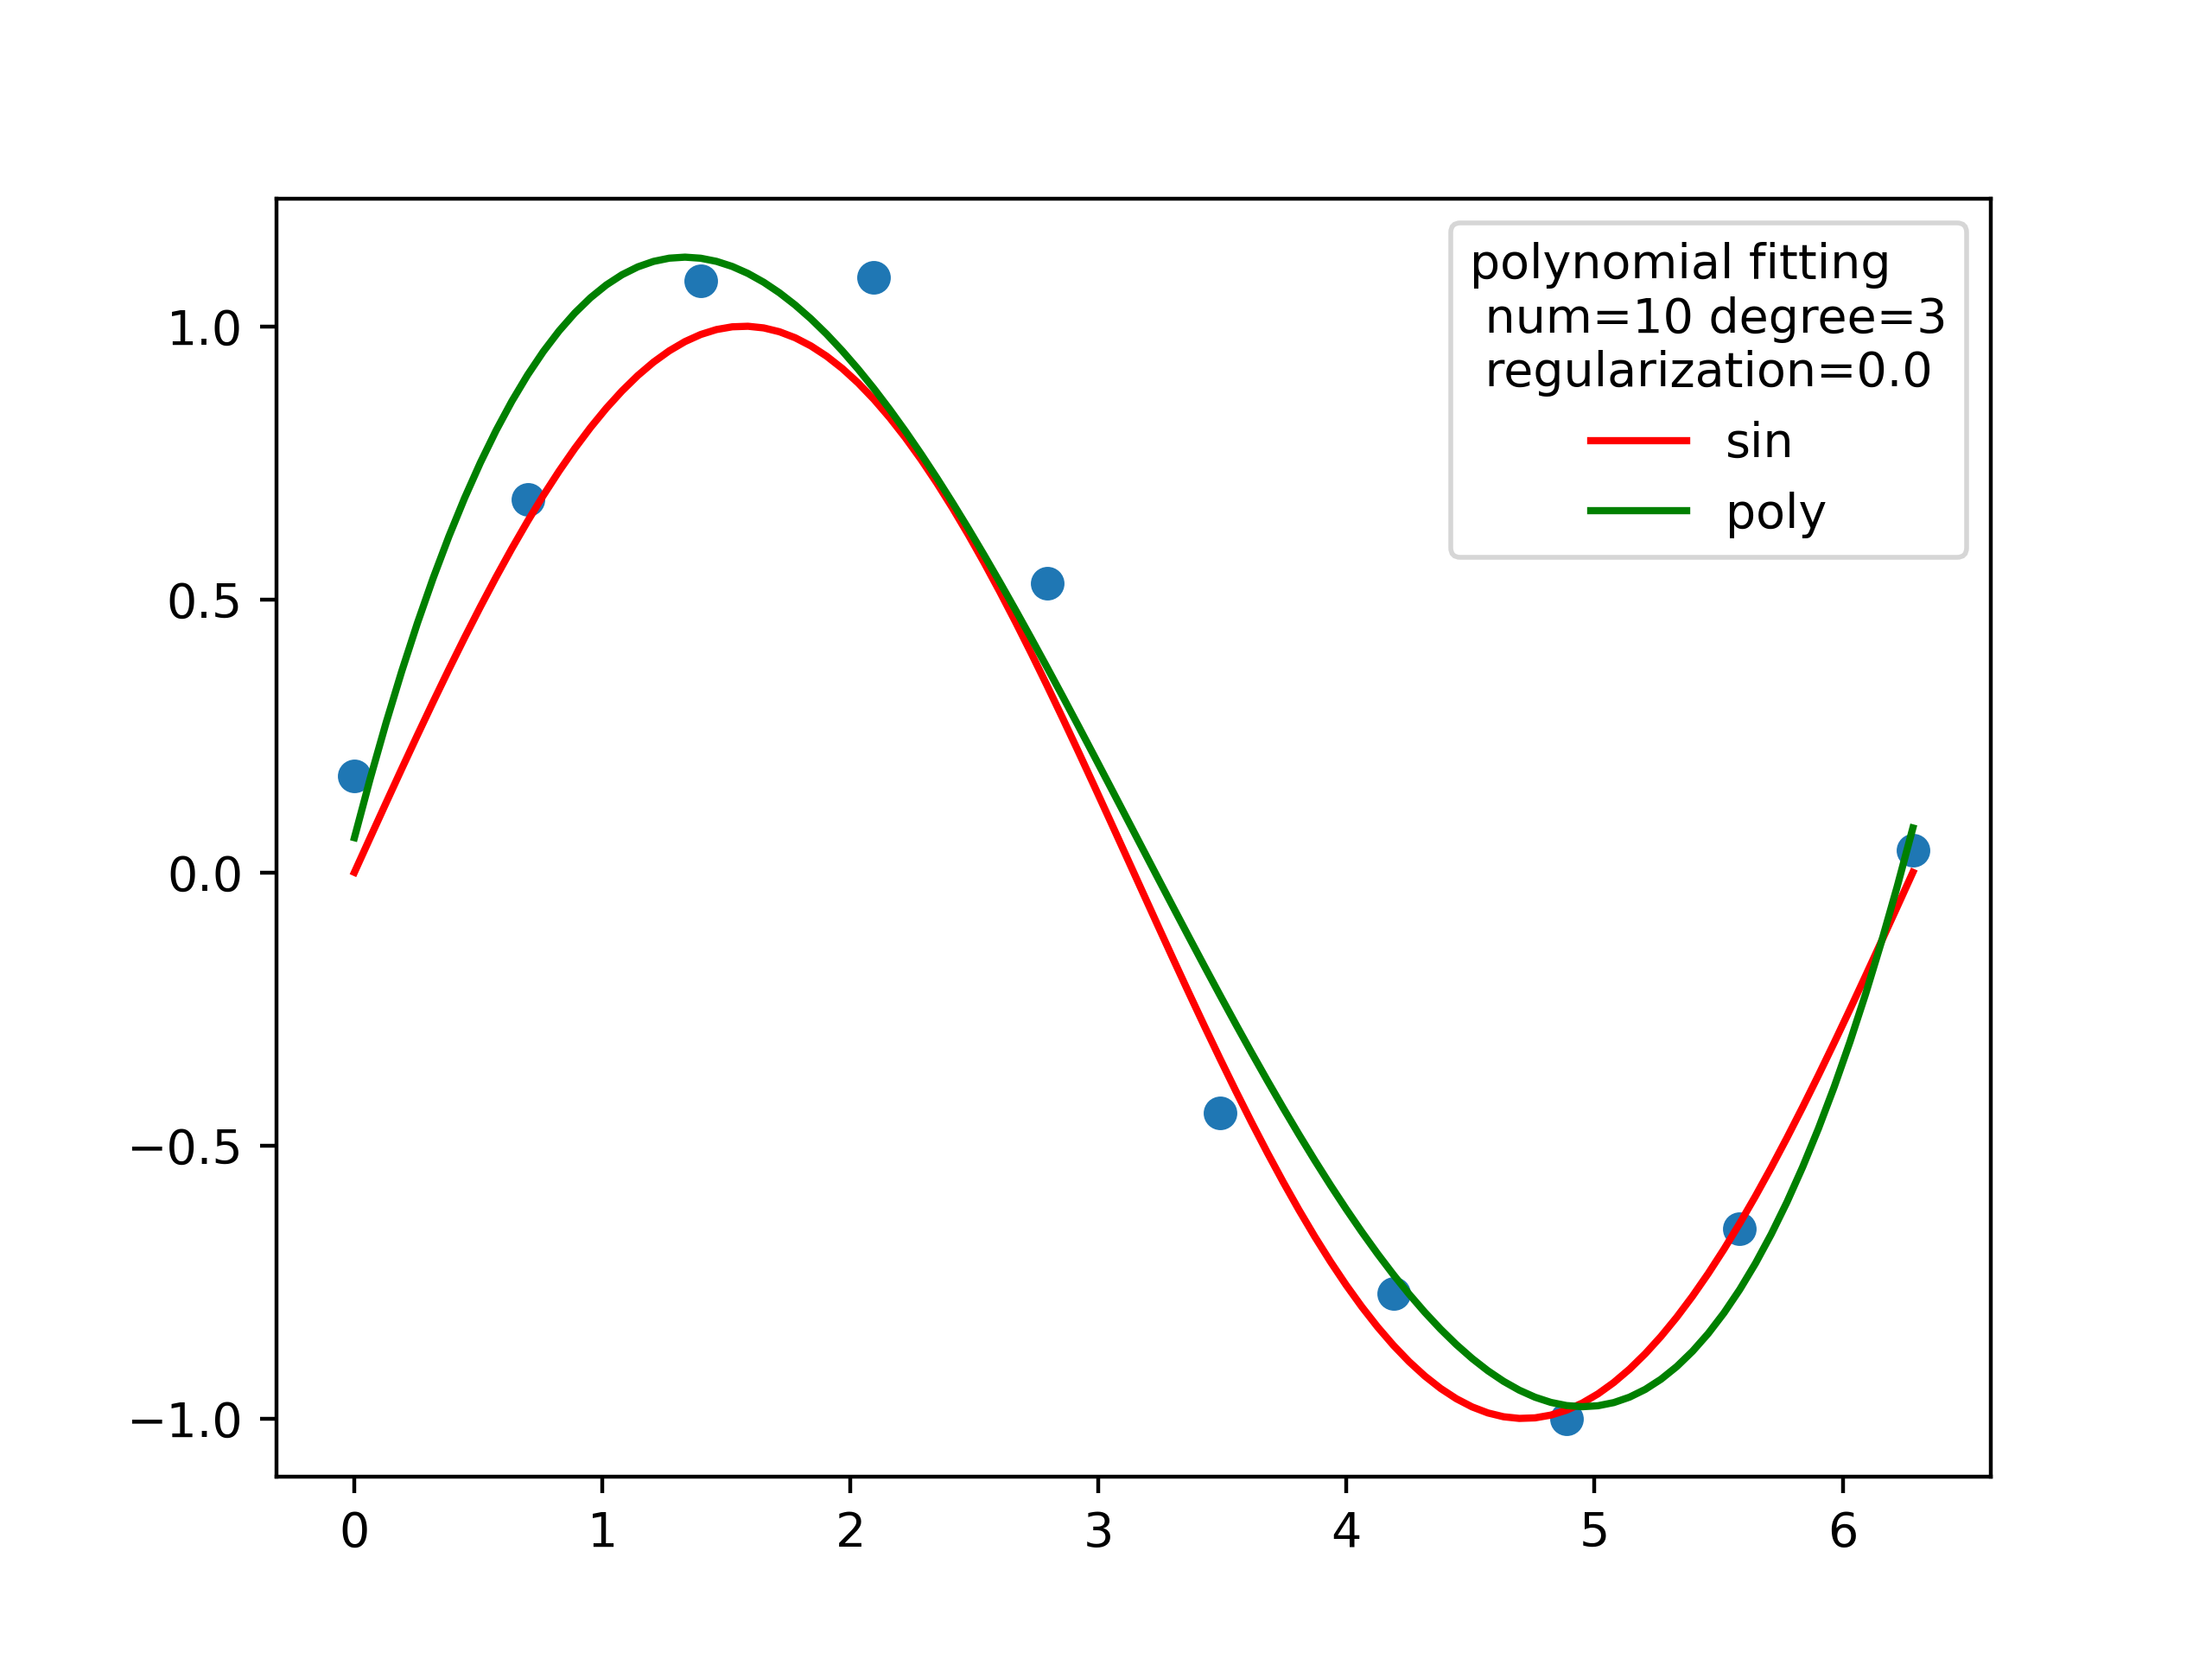 polynomial fitting
num=10 degree=3
regularization=0.0
sin
poly
1.0
0.5
0.0
−0.5
−1.0
0 1 2 3 4 5 6